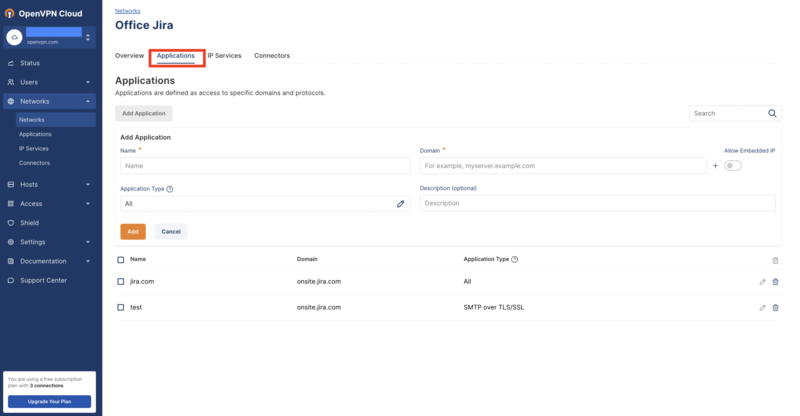 OpenVPN Cloud
openvpn.com
Status
Users
Networks
Networks
Applications
IP Services
Connectors
Hosts
Access
Shield
Settings
Documentation
Support Center
You are using a free subscription
plan with 3 connections
Upgrade Your Plan
Networks
Office Jira
Overview Applications IP Services Connectors
Applications
Applications are defined as access to specific domains and protocols.
Add Application
Search
Add Application
Name * Domain * Allow Embedded IP
Name For example, myserver.example.com +
Application Type ? Description (optional)
All Description
Add Cancel
Name Domain Application Type ?
jira.com onsite.jira.com All
test onsite.jira.com SMTP over TLS/SSL